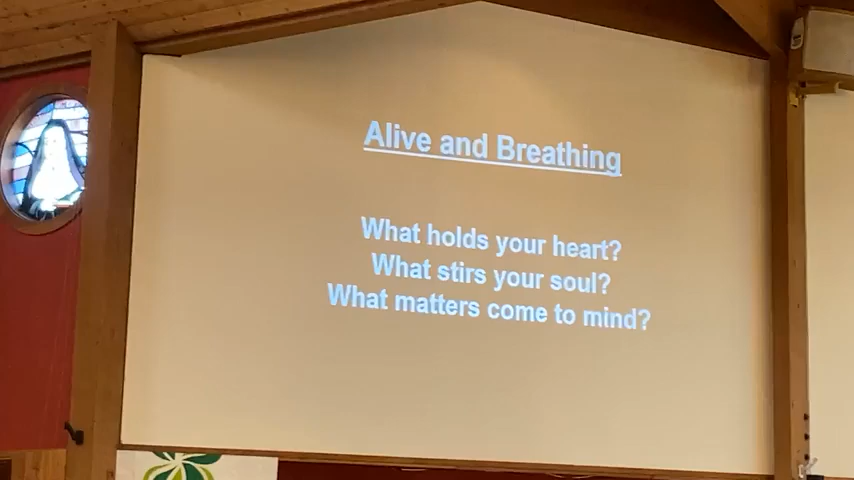 Alive and Breathing
What holds your heart?
What stirs your soul?
What matters come to mind?